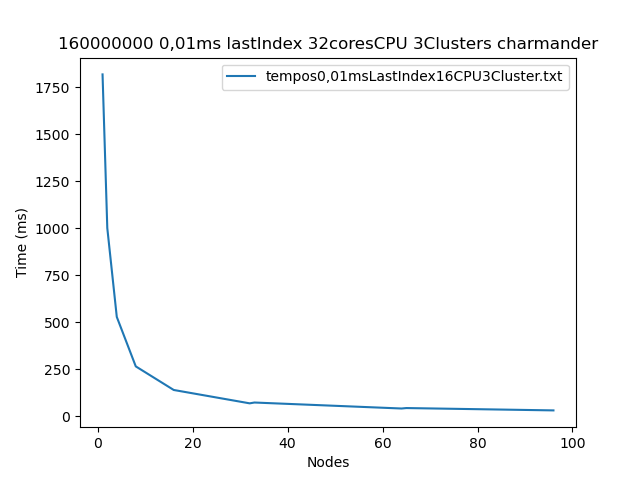 160000000 0,01ms lastIndex 32coresCPU 3Clusters charmander
tempos0,01msLastIndex16CPU3Cluster.txt
Time (ms)
1750
1500
1250
1000
750
500
250
0
0 20 40 60 80 100
Nodes